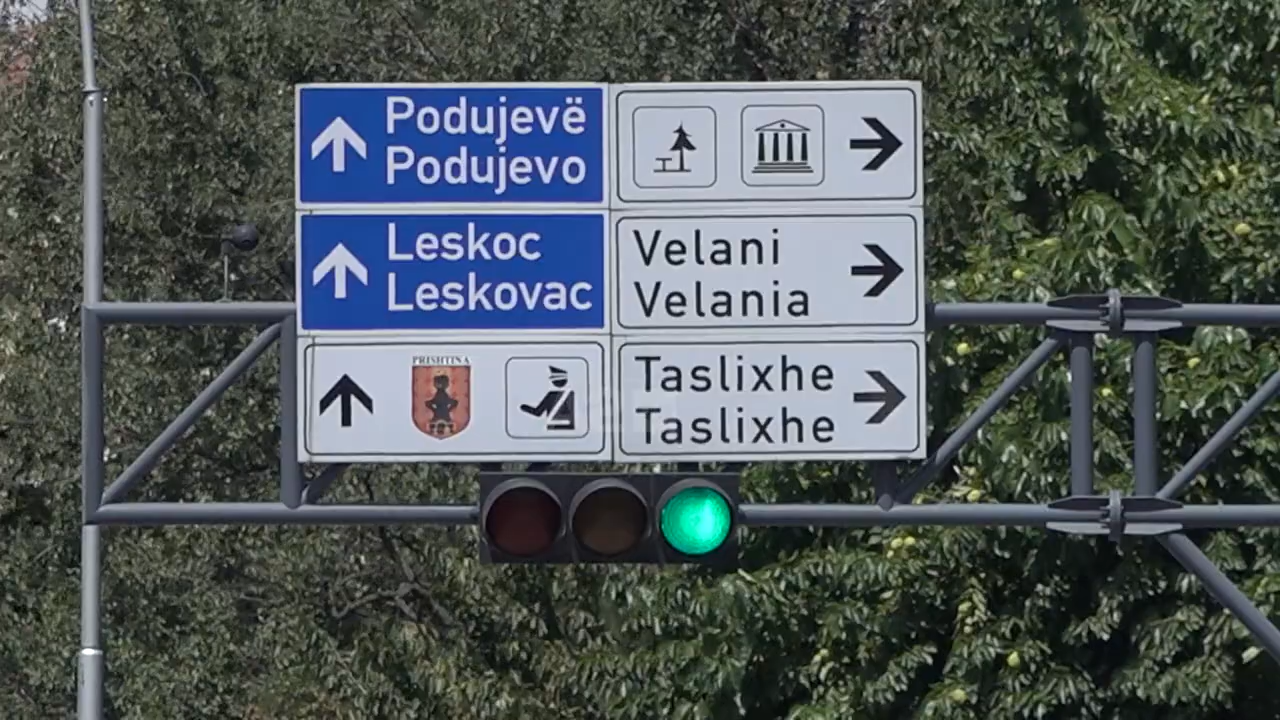 Podujevë
Podujevo
Leskoc
Leskovac
PRISHTINA
Velani
Velania
Taslixhe
Taslixhe